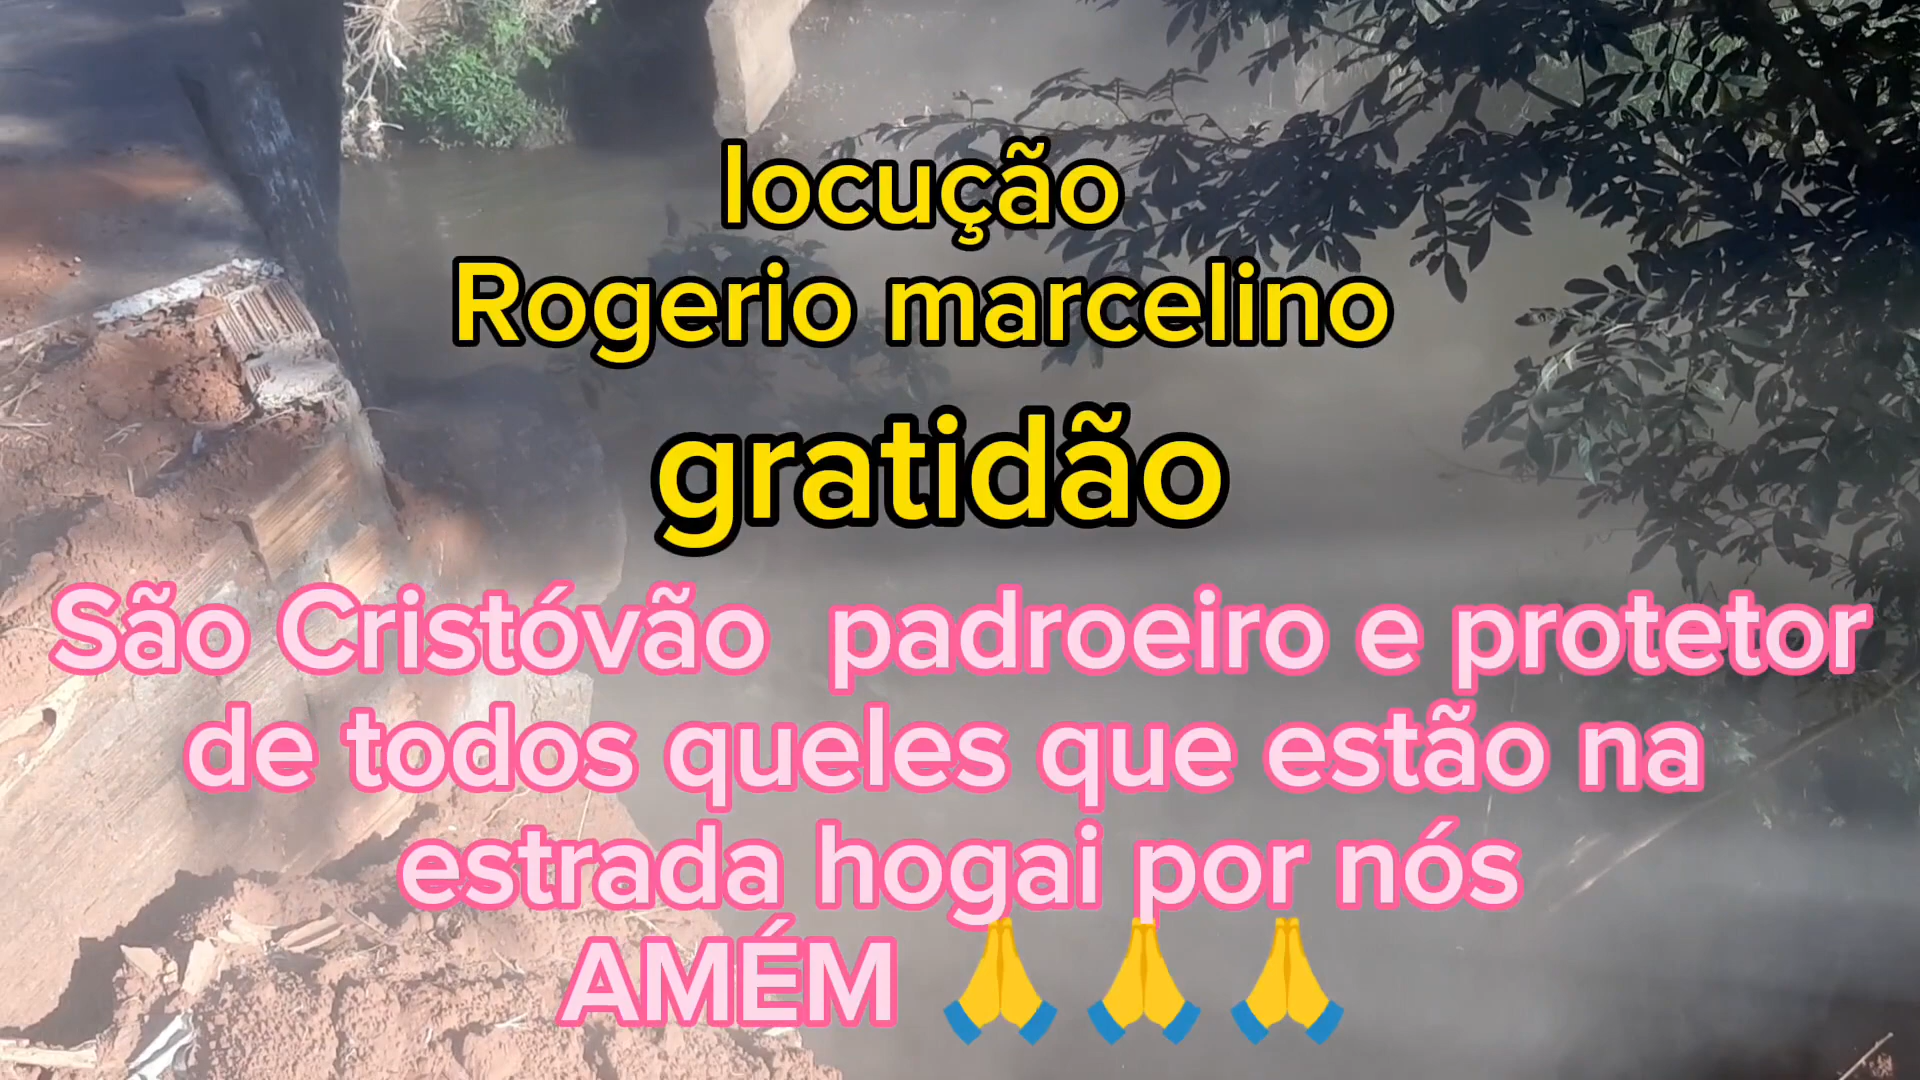 locução
Rogerio marcelino
gratidão
São Cristóvão padroeiro e protetor
de todos queles que estão na
estrada hogai por nós
AMÉM 🙏🙏🙏